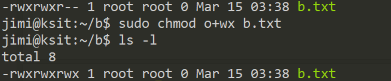 -rwxrwxr-- 1 root root 0 Mar 15 03:38 b.txt
jimi@ksit:~/b$ sudo chmod o+wx b.txt
jimi@ksit:~/b$ ls -l
total 8
-rwxrwxrwx 1 root root 0 Mar 15 03:38 b.txt